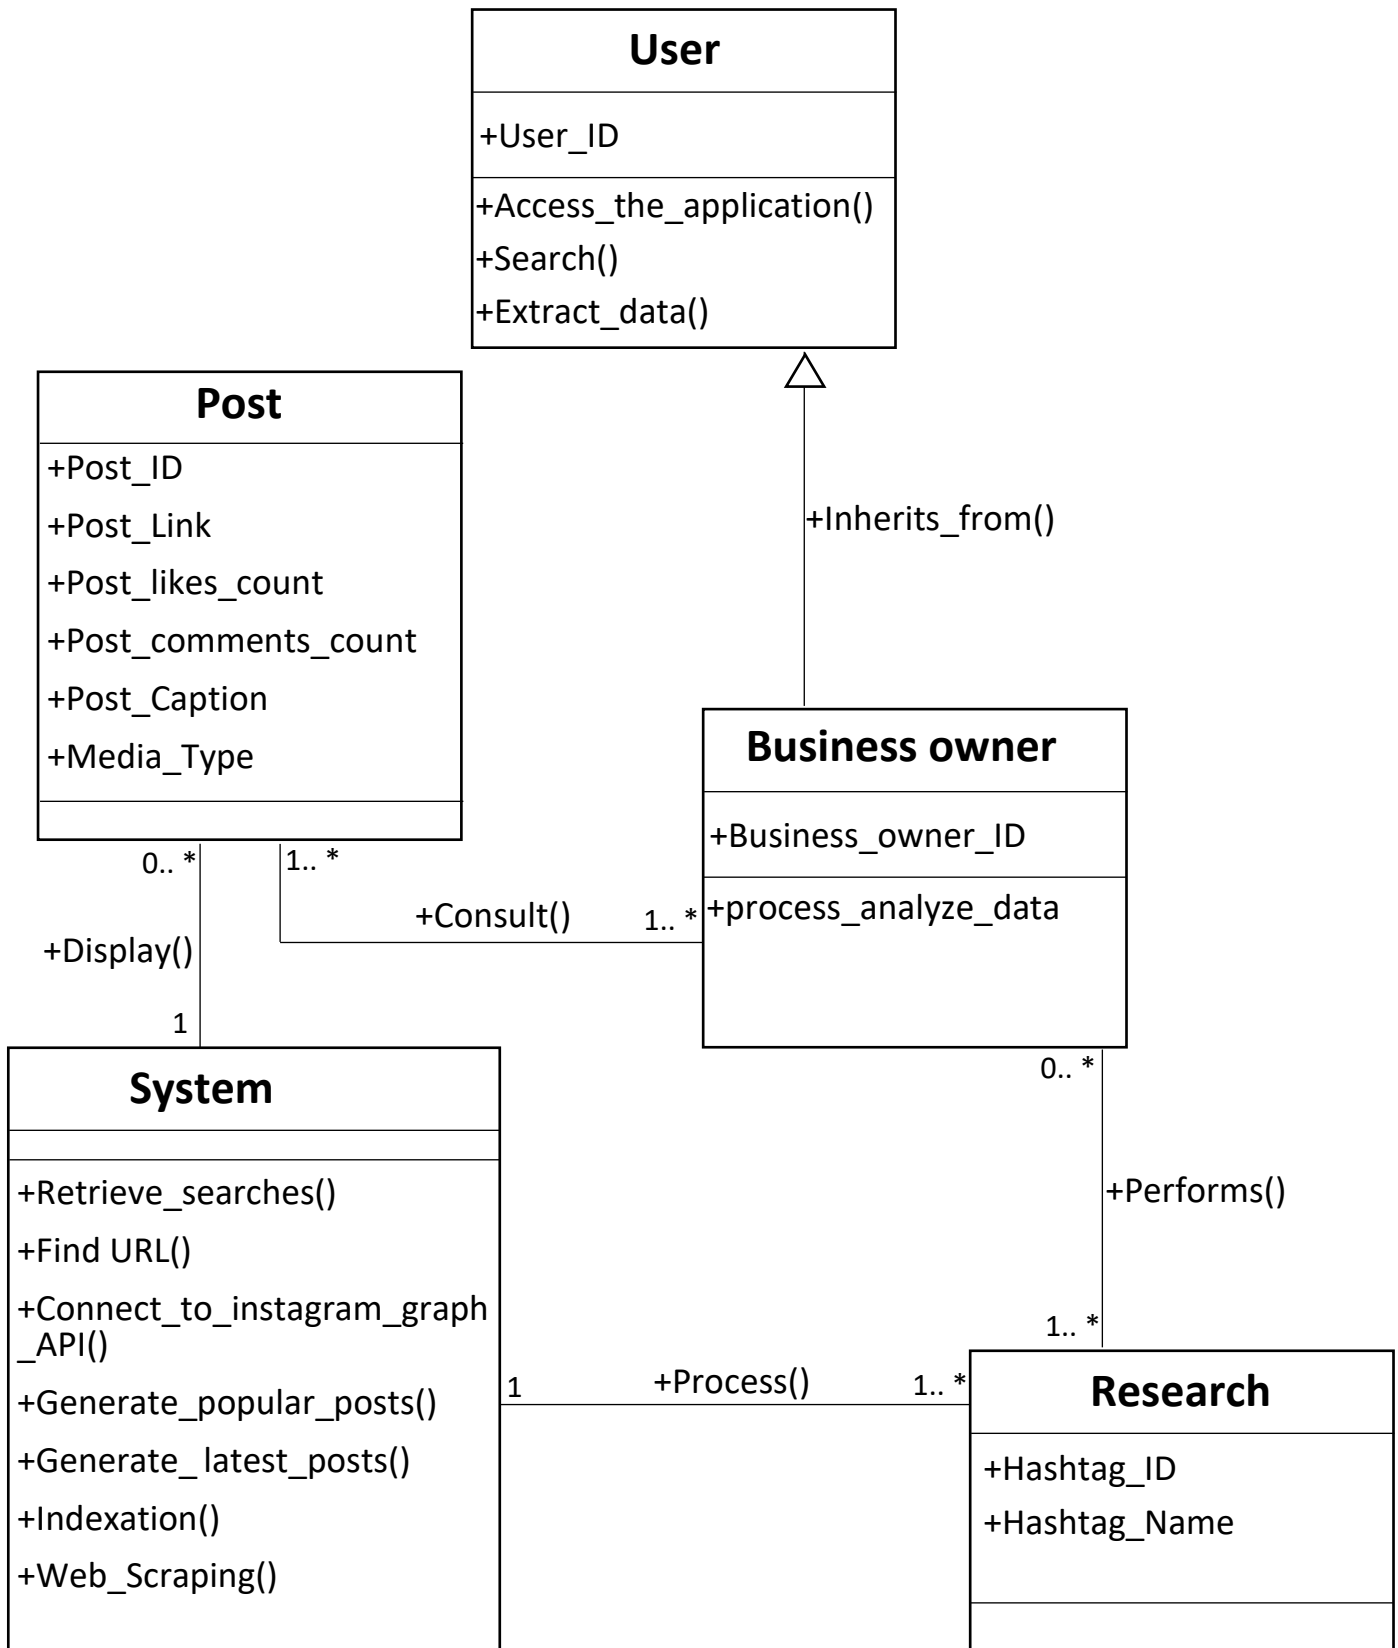 User
+User_ID
+Access_the_application()
+Search()
+Extract_data()
Post
+Post_ID
+Post_Link
+Post_likes_count
+Post_comments_count
+Post_Caption
+Media_Type
+Inherits_from()
Business owner
+Business_owner_ID
+process_analyze_data
0.. *
1.. *
+Consult()
1.. *
+Display()
1
System
+Retrieve_searches()
+Find URL()
+Connect_to_instagram_graph
_API()
+Generate_popular_posts()
+Generate_ latest_posts()
+Indexation()
+Web_Scraping()
0.. *
+Performs()
1.. *
1
+Process()
1.. *
Research
+Hashtag_ID
+Hashtag_Name